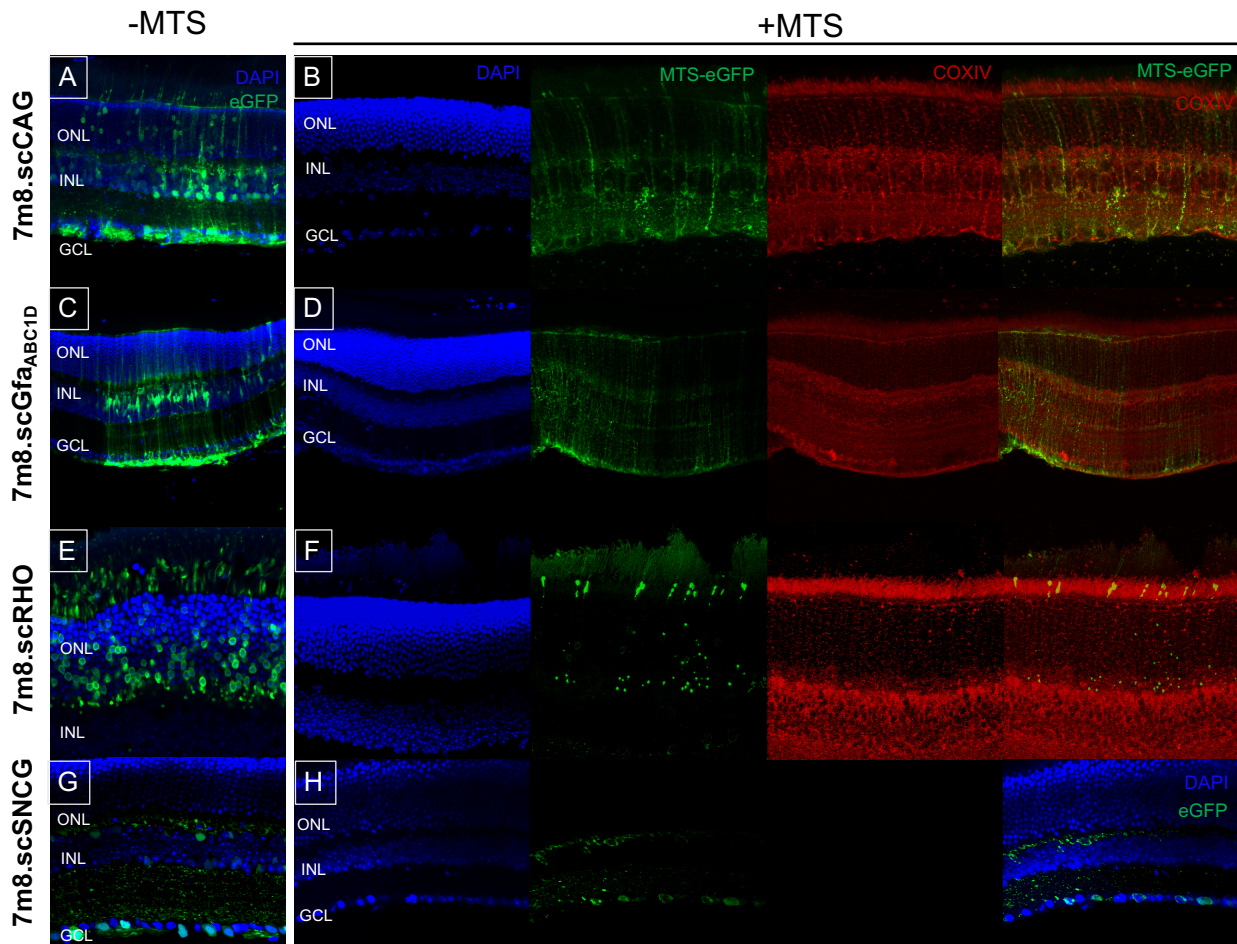 -MTS
+MTS
7m8.scCAG
A
DAPI
eGFP
ONL
INL
GCL
B
DAPI
MTS-eGFP
COXIV
MTS-eGFP
COXIV
ONL
INL
GCL
7m8.scGfaABC1D
C
ONL
INL
GCL
D
ONL
INL
GCL
7m8.scRHO
E
ONL
INL
F
7m8.scSNCG
G
ONL
INL
GCL
H
DAPI
eGFP
ONL
INL
GCL